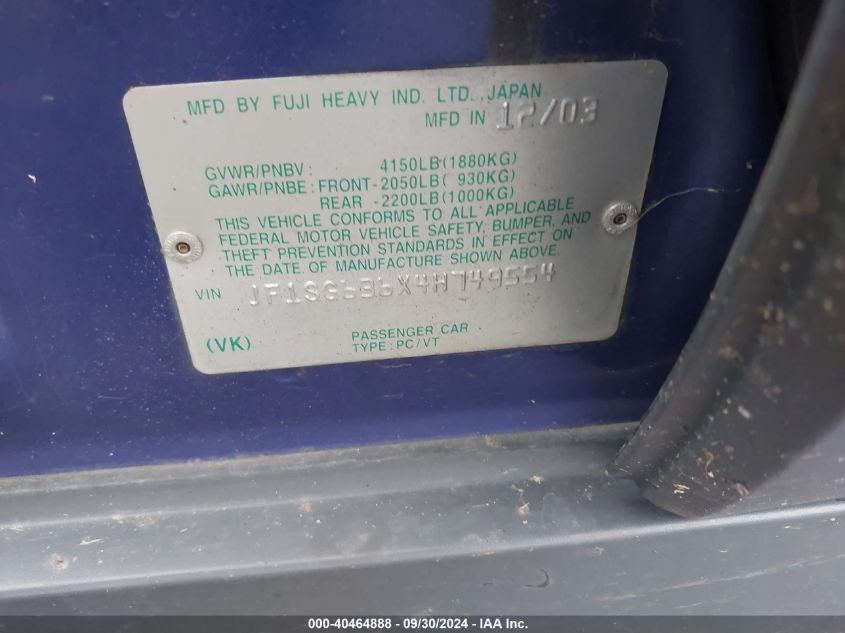 MFD BY FUJI HEAVY IND. LTD. JAPAN
MFD IN 12/03
GVWR/PNBV: 4150LB(1880KG)
GAWR/PNBE: FRONT-2050LB( 930KG)
REAR -2200LB(1000KG)
THIS VEHICLE CONFORMS TO ALL APPLICABLE
FEDERAL MOTOR VEHICLE SAFETY, BUMPER, AND
THEFT PREVENTION STANDARDS IN EFFECT ON
THE DATE OF MANUFACTURE SHOWN ABOVE.
VIN JF1SG636X4H749554
(VK) PASSENGER CAR
TYPE: PC/VT
000-40464888 - 09/30/2024 - IAA Inc.